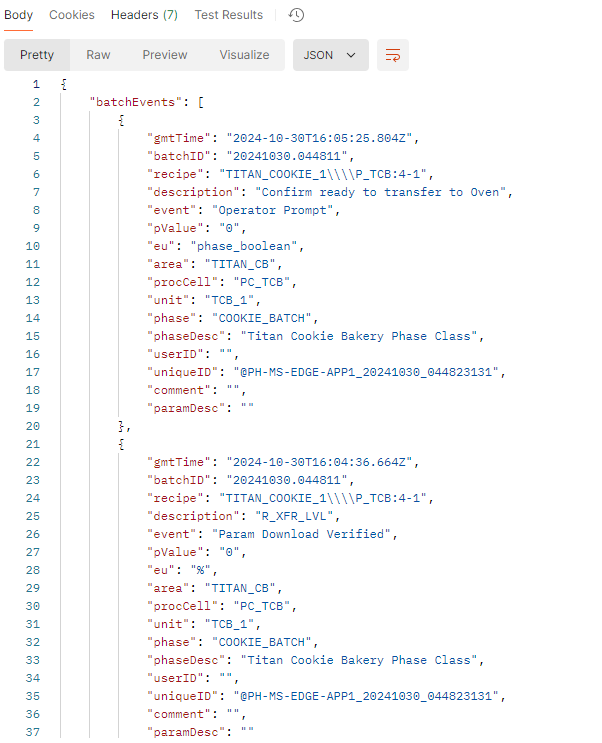 Body Cookies Headers (7) Test Results
Pretty Raw Preview Visualize JSON
1 {
2 "batchEvents": [
3 {
4 "gmtTime": "2024-10-30T16:05:25.804Z",
5 "batchID": "20241030.044811",
6 "recipe": "TITAN_COOKIE_1\\\\P_TCB:4-1",
7 "description": "Confirm ready to transfer to Oven",
8 "event": "Operator Prompt",
9 "pValue": "0",
10 "eu": "phase_boolean",
11 "area": "TITAN_CB",
12 "procCell": "PC_TCB",
13 "unit": "TCB_1",
14 "phase": "COOKIE_BATCH",
15 "phaseDesc": "Titan Cookie Bakery Phase Class",
16 "userID": "",
17 "uniqueID": "@PH-MS-EDGE-APP1_20241030_044823131",
18 "comment": "",
19 "paramDesc": ""
20 },
21 {
22 "gmtTime": "2024-10-30T16:04:36.664Z",
23 "batchID": "20241030.044811",
24 "recipe": "TITAN_COOKIE_1\\\\P_TCB:4-1",
25 "description": "R_XFR_LVL",
26 "event": "Param Download Verified",
27 "pValue": "0",
28 "eu": "%",
29 "area": "TITAN_CB",
30 "procCell": "PC_TCB",
31 "unit": "TCB_1",
32 "phase": "COOKIE_BATCH",
33 "phaseDesc": "Titan Cookie Bakery Phase Class",
34 "userID": "",
35 "uniqueID": "@PH-MS-EDGE-APP1_20241030_044823131",
36 "comment": "",
37 "paramDesc": ""